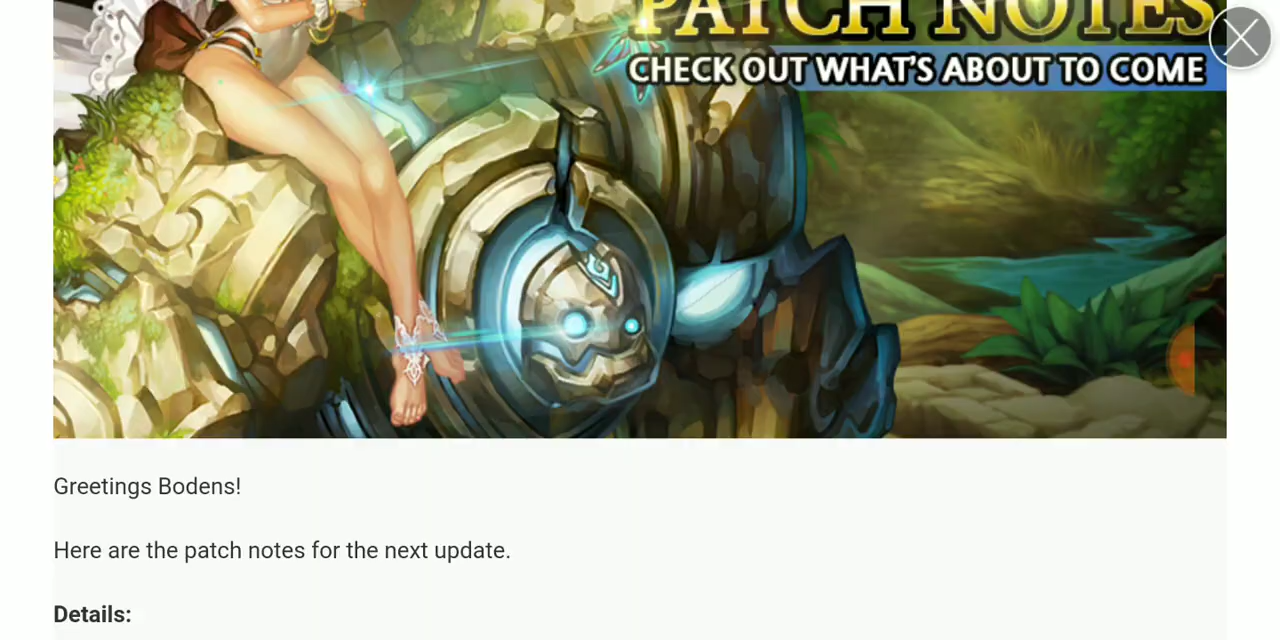 PATCH NOTES
CHECK OUT WHAT'S ABOUT TO COME
Greetings Bodens!
Here are the patch notes for the next update.
Details: